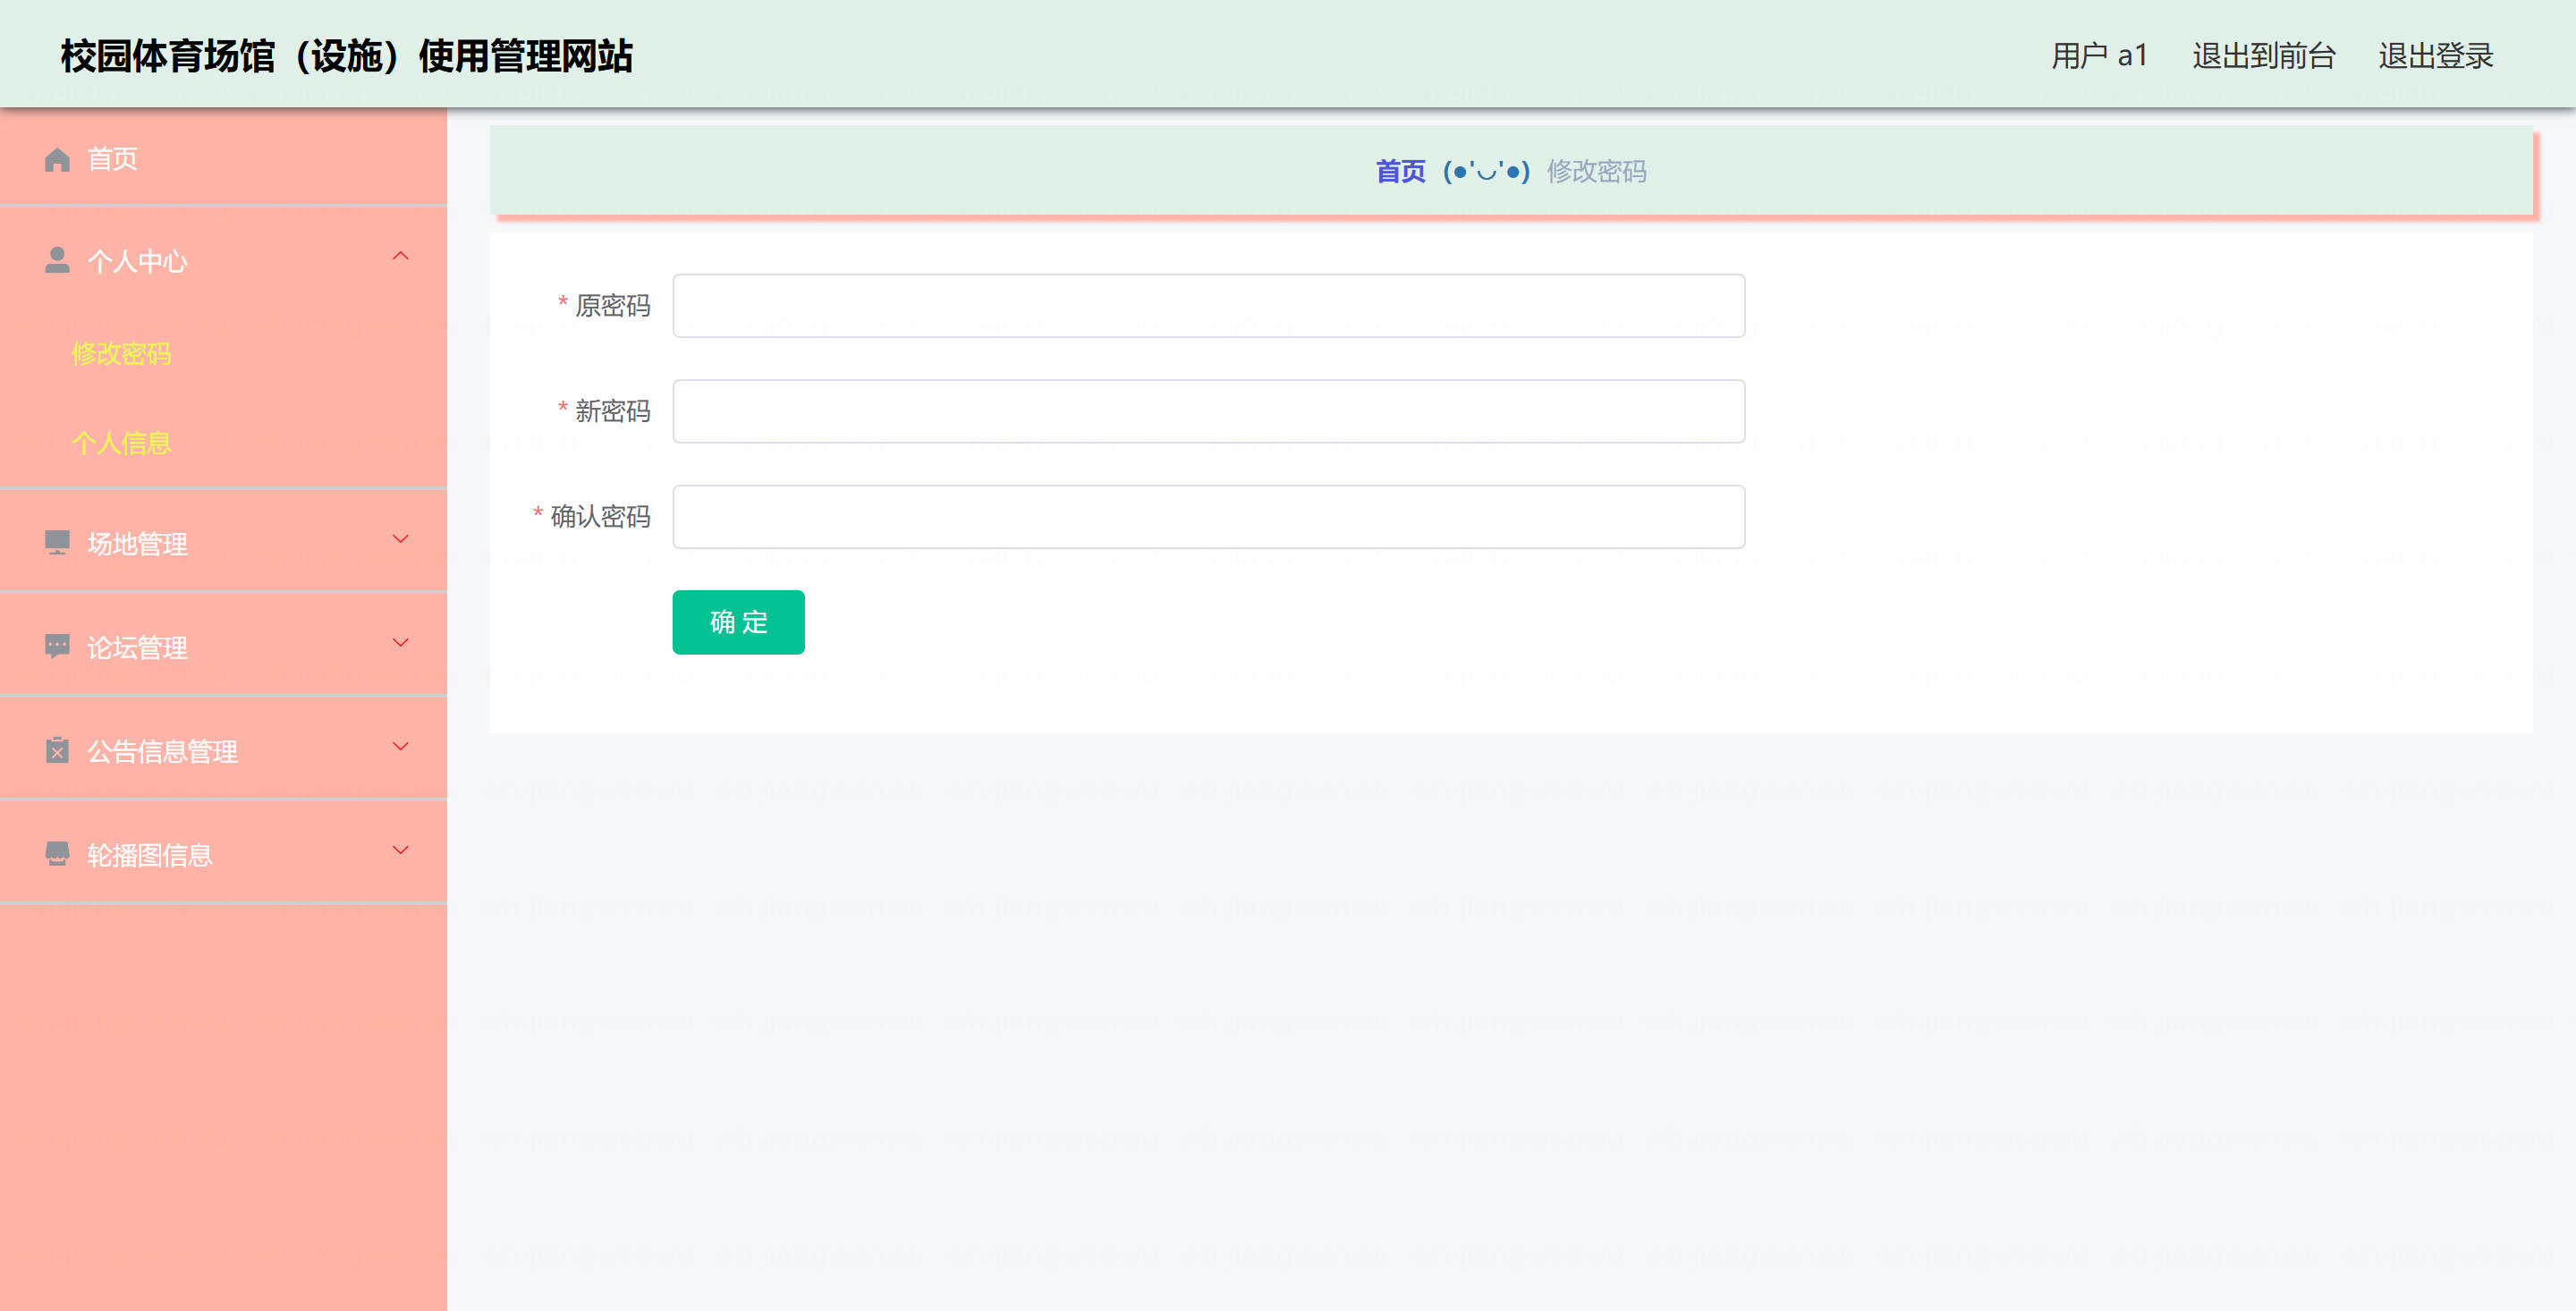 校园体育场馆（设施）使用管理网站
用户 a1 退出到前台 退出登录
首页
个人中心
修改密码
个人信息
场地管理
论坛管理
公告信息管理
轮播图信息
首页 (●'◡'●) 修改密码
* 原密码
* 新密码
* 确认密码
确 定